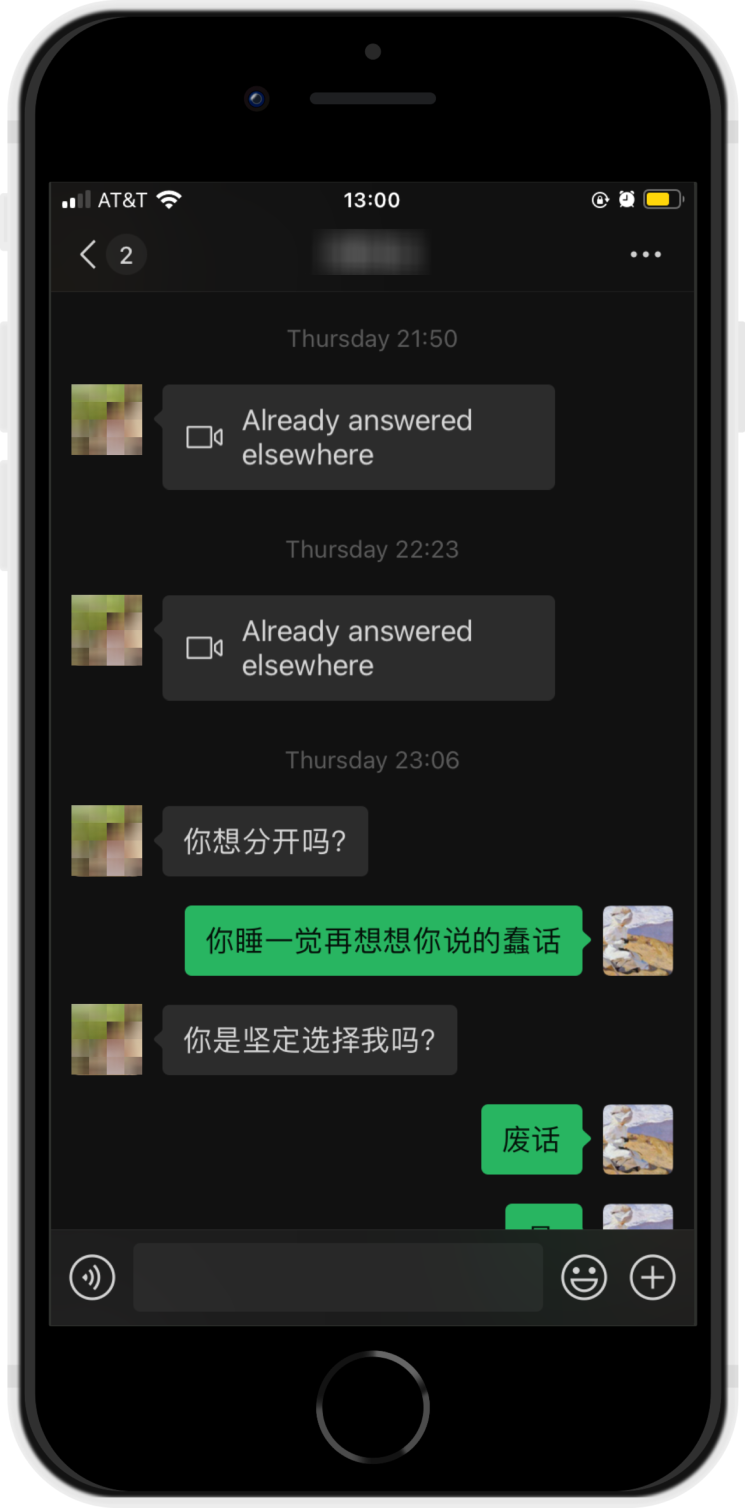 AT&T 13:00
2
Thursday 21:50
Already answered
elsewhere
Thursday 22:23
Already answered
elsewhere
Thursday 23:06
你想分开吗?
你睡一觉再想想你说的蠢话
你是坚定选择我吗?
废话